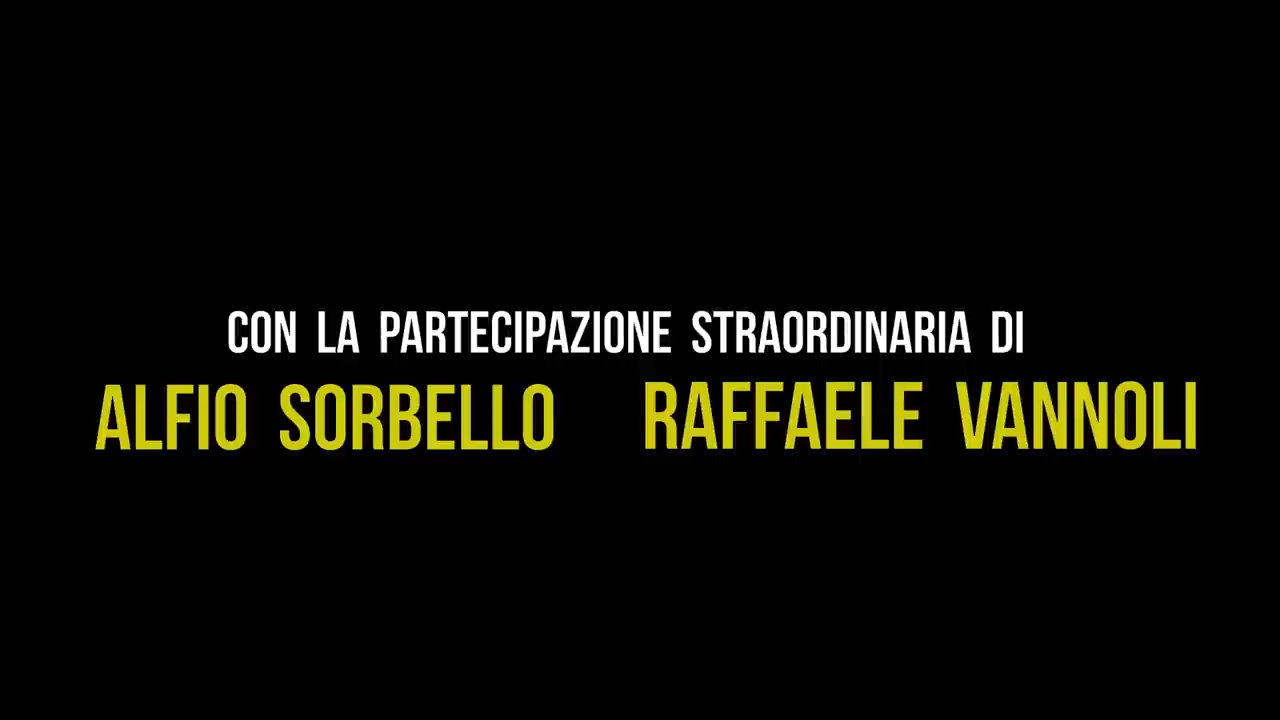 CON LA PARTECIPAZIONE STRAORDINARIA DI
ALFIO SORBELLO RAFFAELE VANNOLI